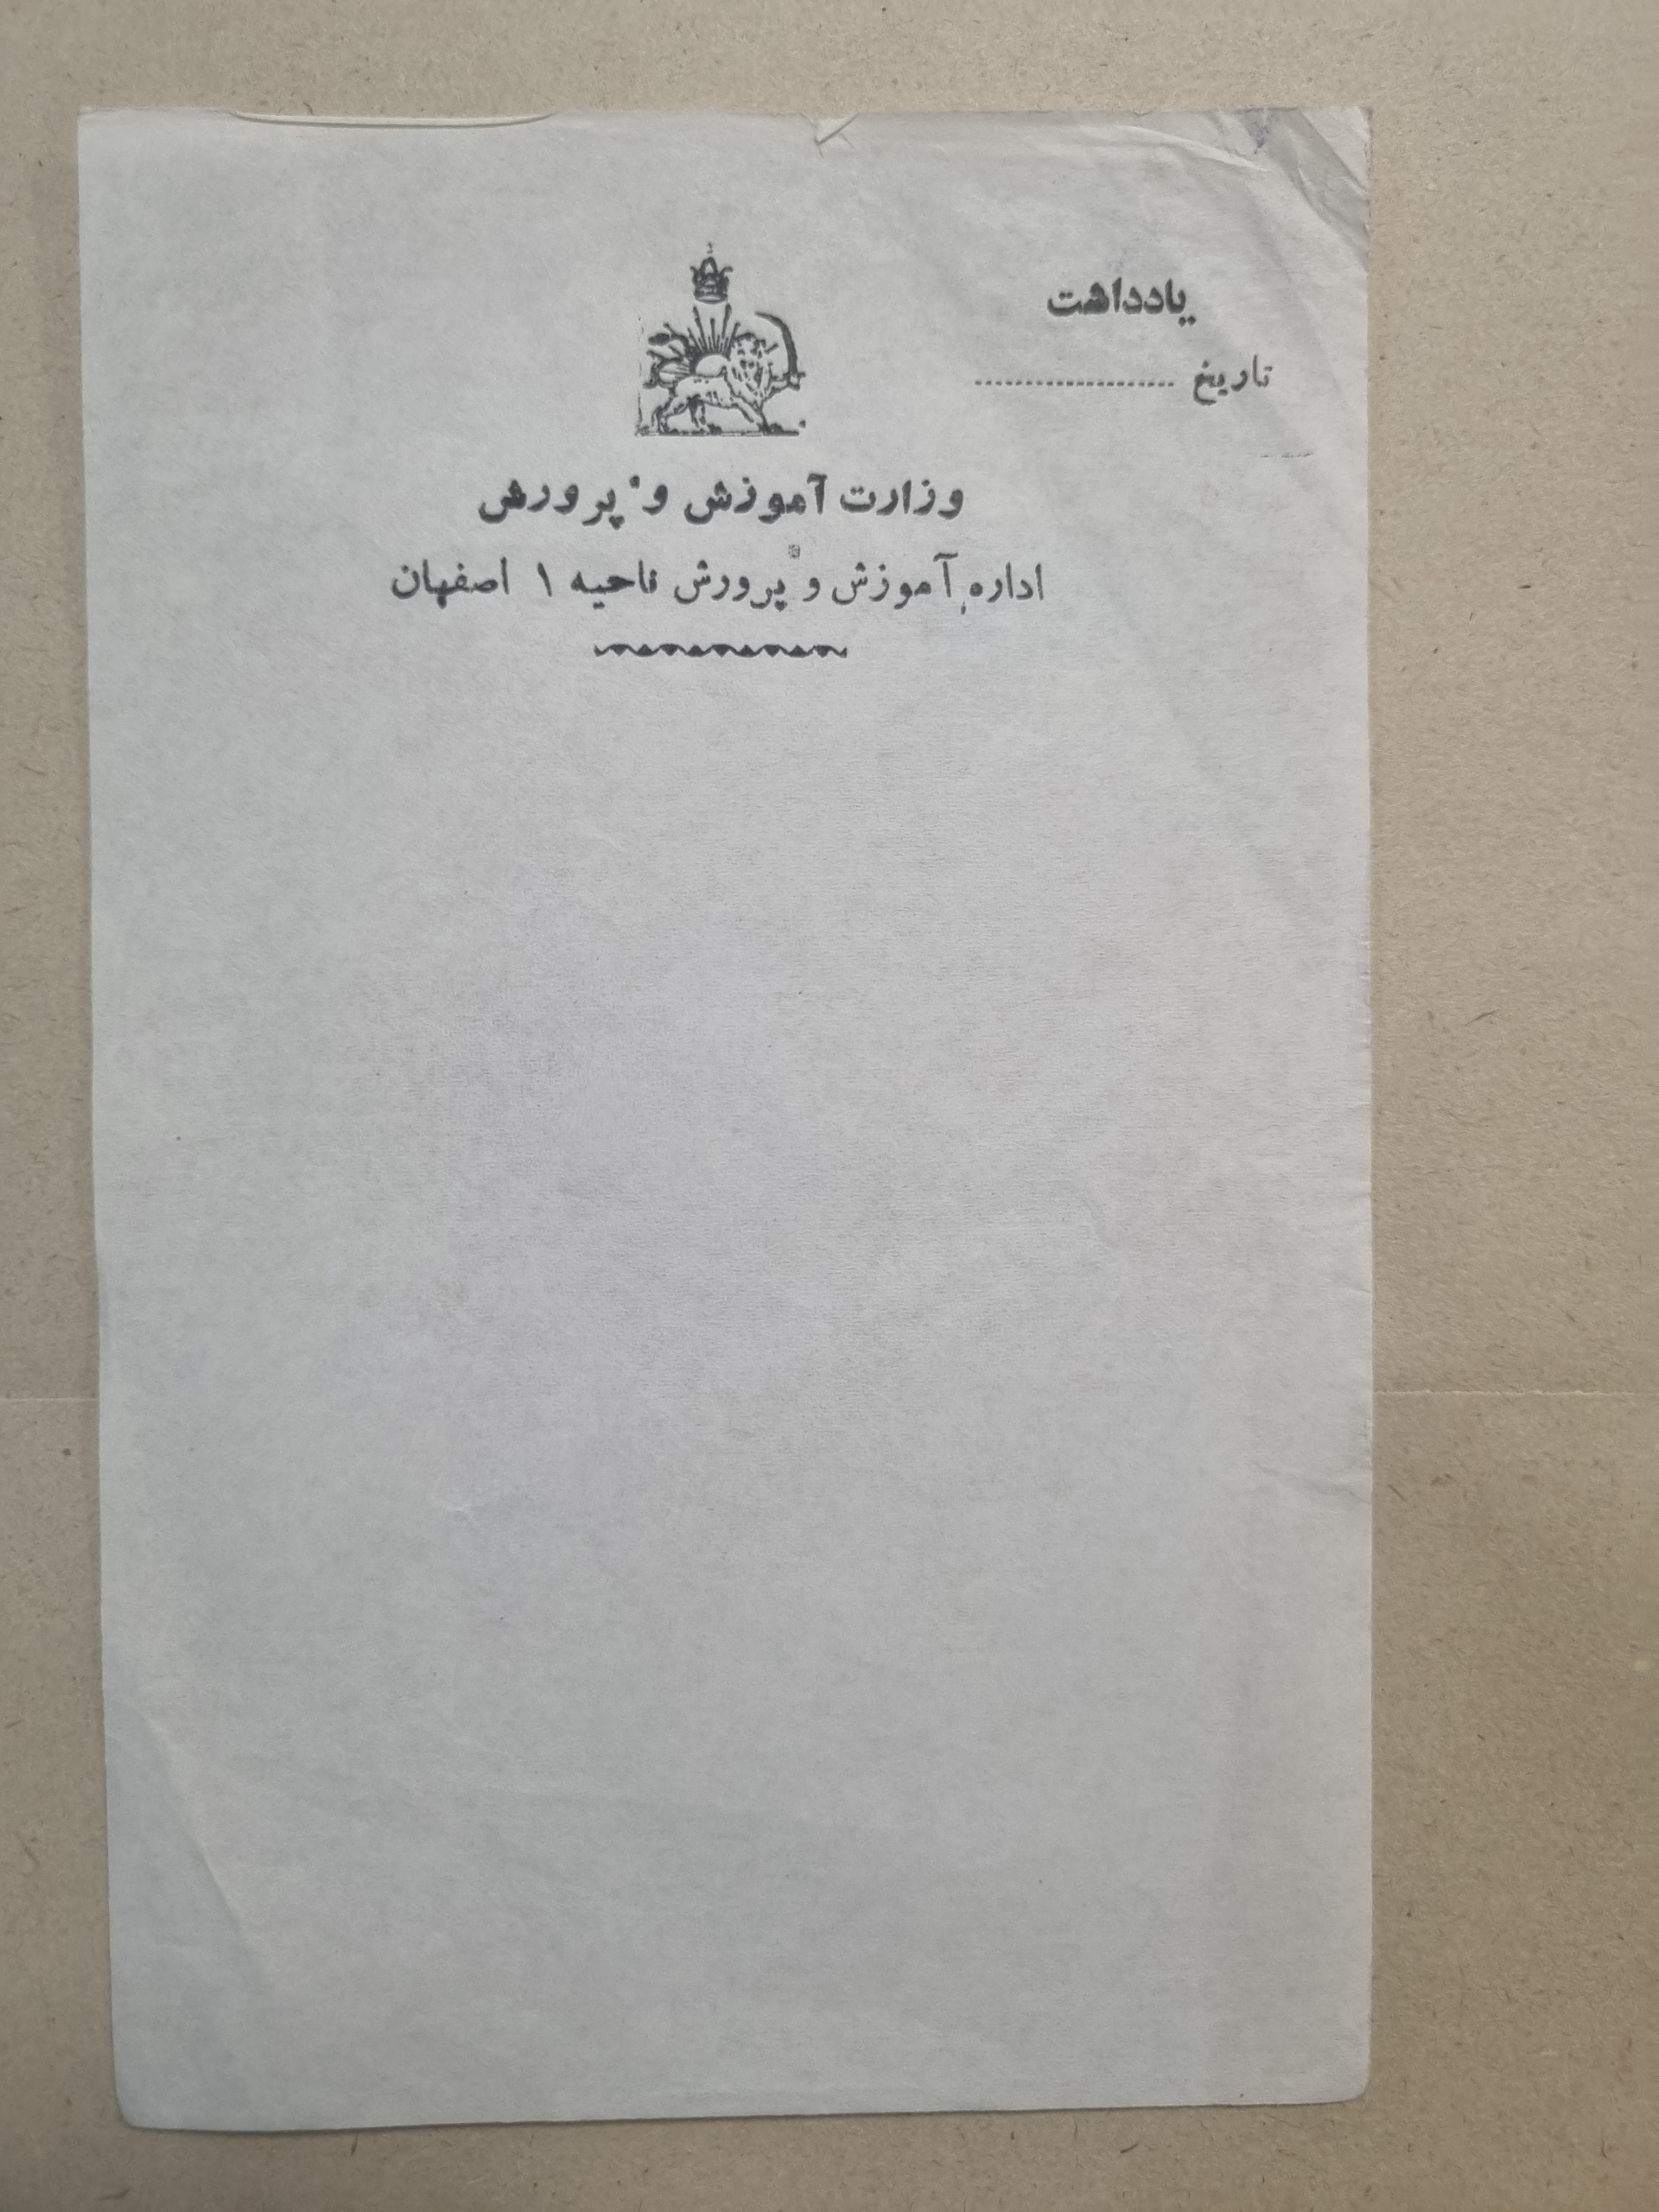 یادداشت
تاریخ ....................
وزارت آموزش و پرورش
اداره آموزش و پرورش ناحیه ۱ اصفهان